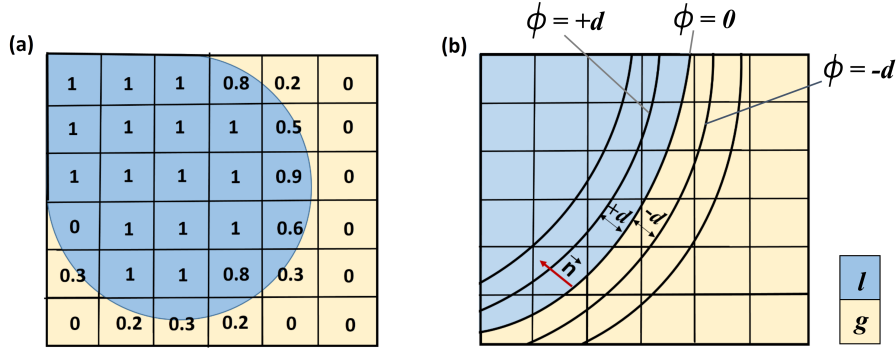 (a)
1 1 1 0.8 0.2 0
1 1 1 1 0.5 0
1 1 1 1 0.9 0
0 1 1 1 0.6 0
0.3 1 1 0.8 0.3 0
0 0.2 0.3 0.2 0 0
(b)
ϕ = +d
ϕ = 0
ϕ = -d
+d
-d
n
l
g